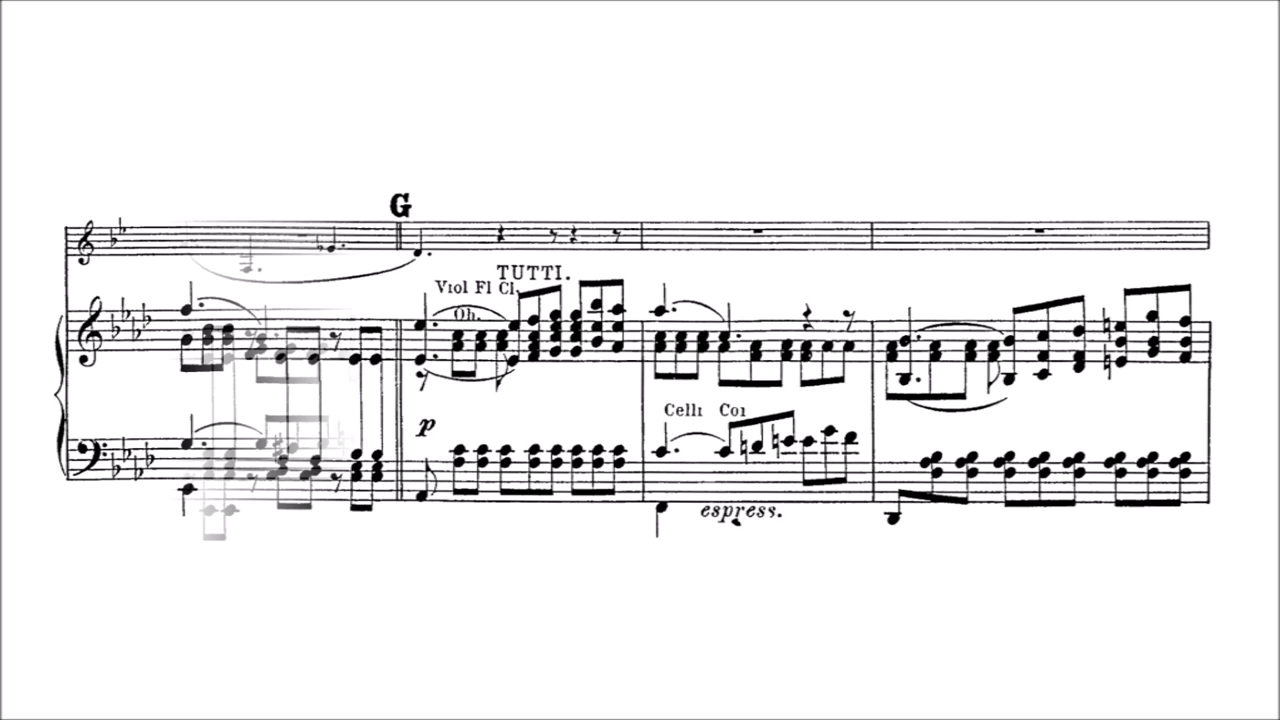 G
TUTTI.
Viol Fl Cl.
Ob.
p
Celli Cor
espress.